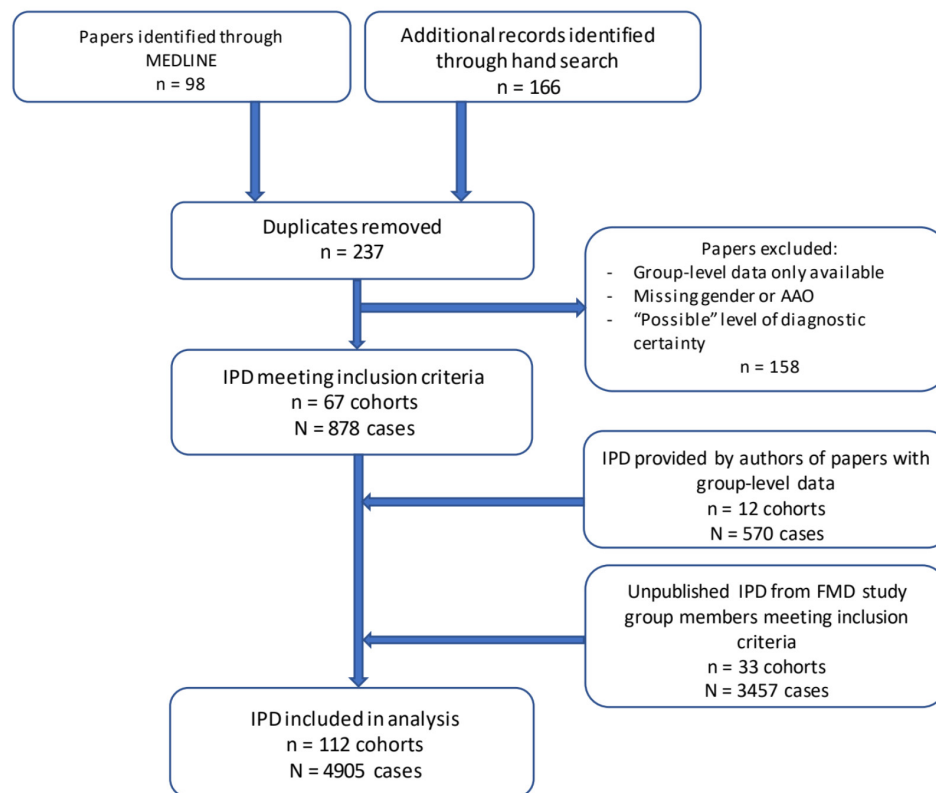 Papers identified through
MEDLINE
n = 98
Additional records identified
through hand search
n = 166
Duplicates removed
n = 237
Papers excluded:
- Group-level data only available
- Missing gender or AAO
- “Possible” level of diagnostic
certainty
n = 158
IPD meeting inclusion criteria
n = 67 cohorts
N = 878 cases
IPD provided by authors of papers with
group-level data
n = 12 cohorts
N = 570 cases
Unpublished IPD from FMD study
group members meeting inclusion
criteria
n = 33 cohorts
N = 3457 cases
IPD included in analysis
n = 112 cohorts
N = 4905 cases